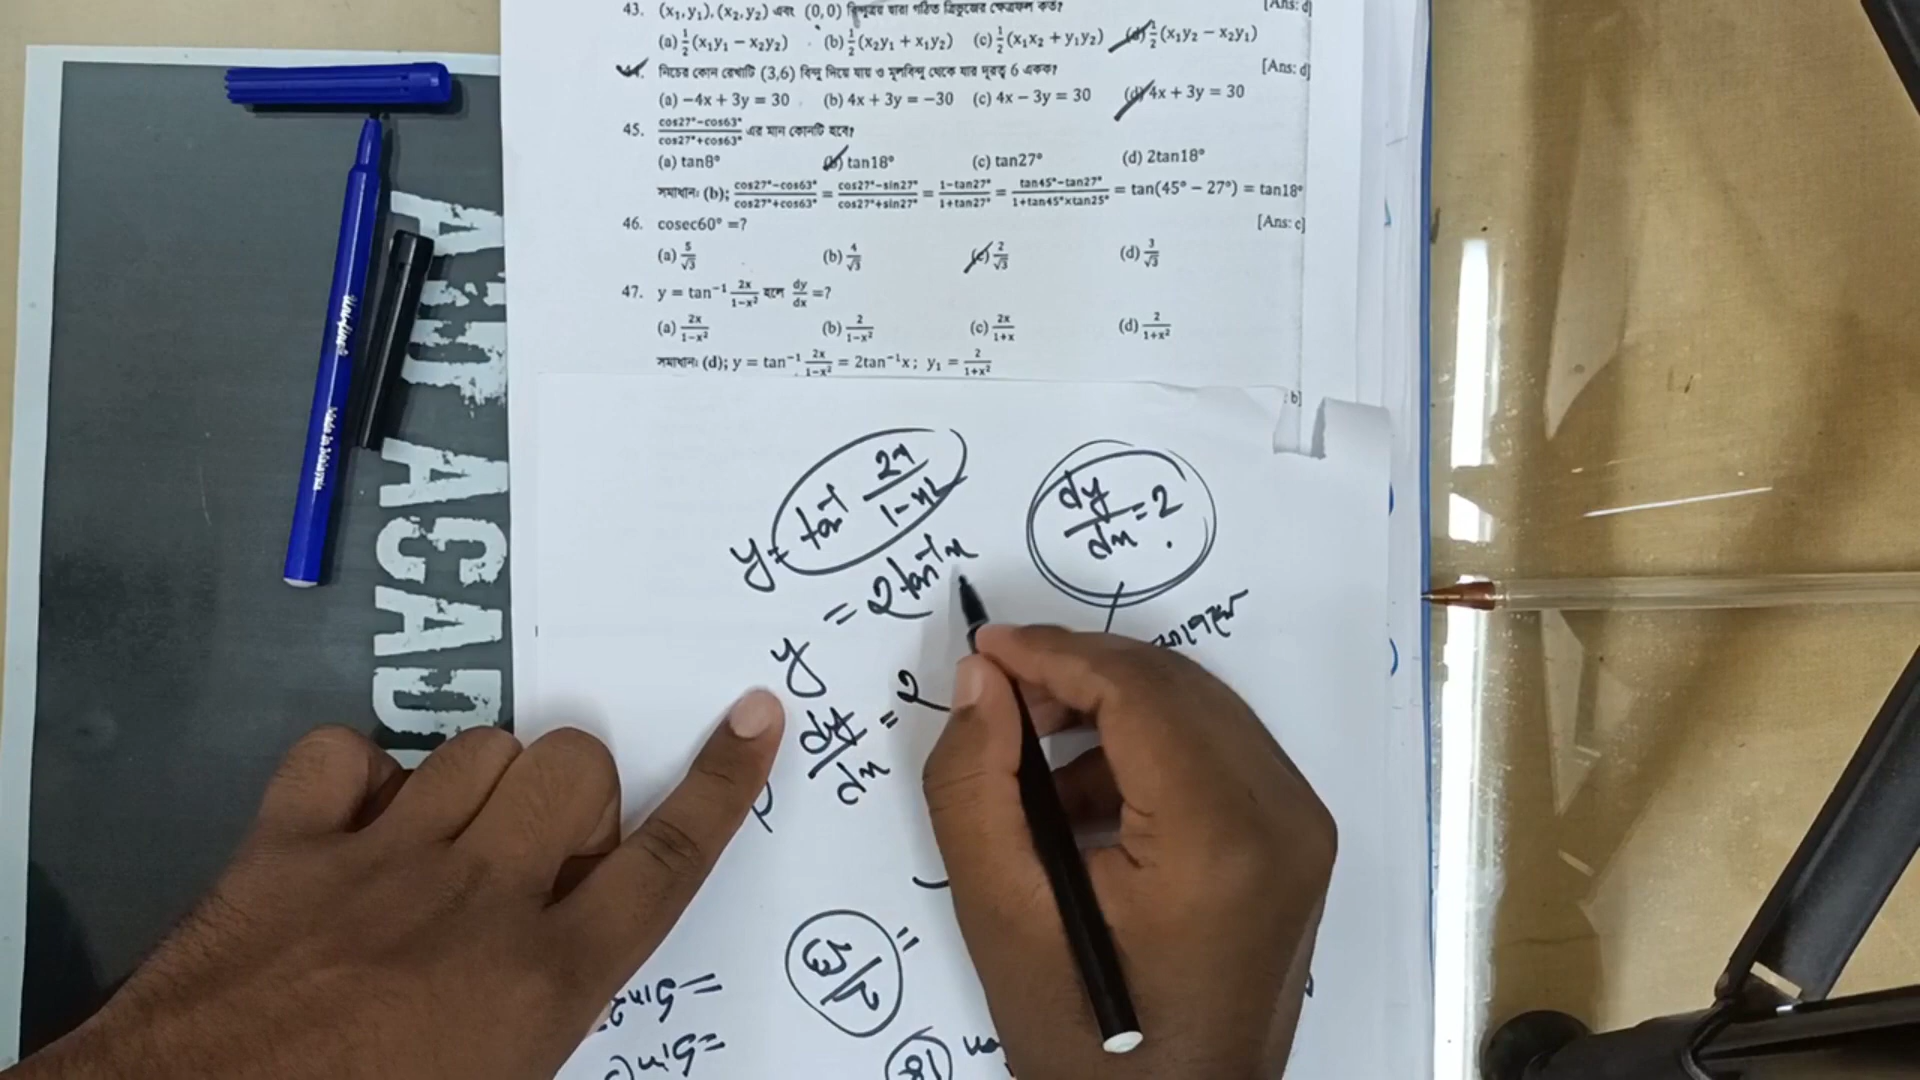 43. (x₁, y₁), (x₂, y₂) এবং (0, 0) বিন্দুত্রয় দ্বারা গঠিত ত্রিভুজের ক্ষেত্রফল কত? [Ans: d]
(a) ½(x₁y₁ − x₂y₂) (b) ½(x₂y₁ + x₁y₂) (c) ½(x₁x₂ + y₁y₂) (d) ½(x₁y₂ − x₂y₁)
44. নিচের কোন রেখাটি (3,6) বিন্দু দিয়ে যায় ও মূলবিন্দু থেকে যার দূরত্ব 6 একক? [Ans: d]
(a) −4x + 3y = 30 (b) 4x + 3y = −30 (c) 4x − 3y = 30 (d) 4x + 3y = 30
45. (cos27°−cos63°)/(cos27°+cos63°) এর মান কোনটি হবে?
(a) tan8° (b) tan18° (c) tan27° (d) 2tan18°
সমাধান: (b); (cos27°−cos63°)/(cos27°+cos63°) = (cos27°−sin27°)/(cos27°+sin27°) = (1−tan27°)/(1+tan27°) = (tan45°−tan27°)/(1+tan45°×tan25°) = tan(45° − 27°) = tan18°
46. cosec60° =? [Ans: c]
(a) 5/√3 (b) 4/√3 (c) 2/√3 (d) 3/√3
47. y = tan⁻¹ 2x/(1−x²) হলে dy/dx =?
(a) 2x/(1−x²) (b) 2/(1−x²) (c) 2x/(1+x) (d) 2/(1+x²)
সমাধান: (d); y = tan⁻¹ 2x/(1−x²) = 2tan⁻¹x; y₁ = 2/(1+x²)
b]
y = tan⁻¹ 2x/(1−x²)
dy/dx = 2
= 2tan⁻¹x
y
dy/dx = 2
=
= sin
= sin(
18
ACAD